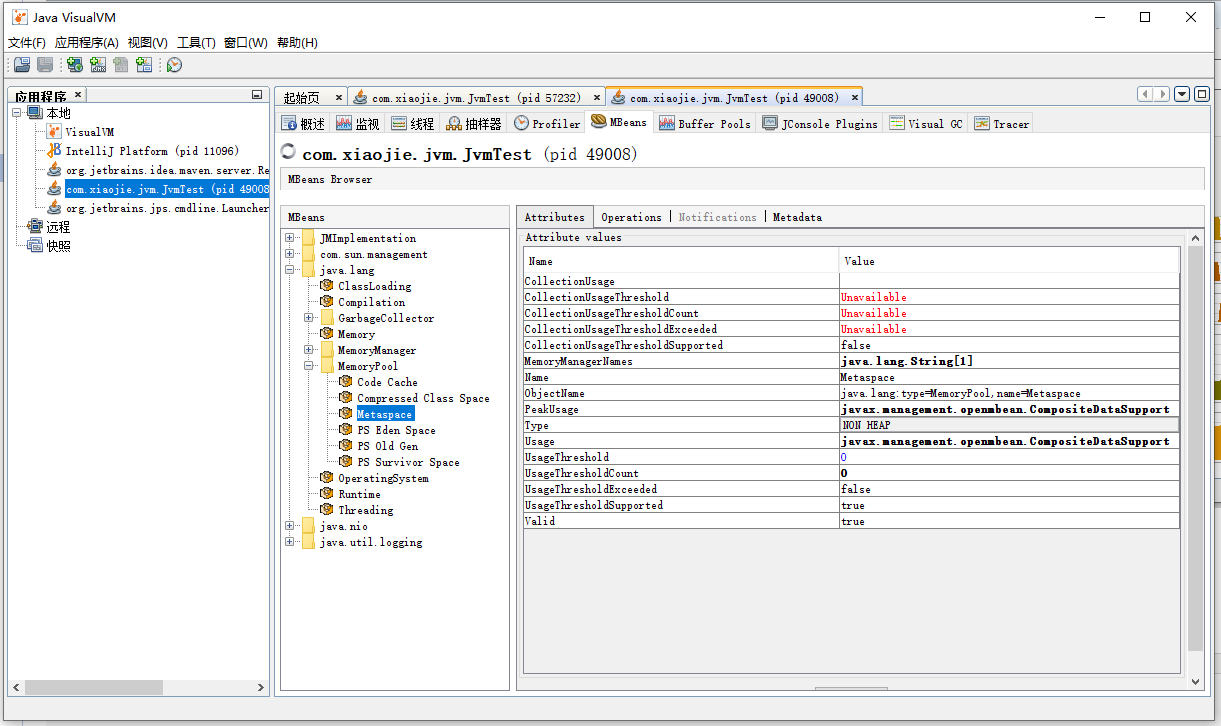 Java VisualVM
文件(F) 应用程序(A) 视图(V) 工具(T) 窗口(W) 帮助(H)
应用程序 ×
本地
VisualVM
IntelliJ Platform (pid 11096)
org.jetbrains.idea.maven.server.Re
com.xiaojie.jvm.JvmTest (pid 49008
org.jetbrains.jps.cmdline.Launcher
远程
快照
起始页 × com.xiaojie.jvm.JvmTest (pid 57232) × com.xiaojie.jvm.JvmTest (pid 49008) ×
概述 监视 线程 抽样器 Profiler MBeans Buffer Pools JConsole Plugins Visual GC Tracer
com.xiaojie.jvm.JvmTest (pid 49008)
MBeans Browser
MBeans
JMImplementation
com.sun.management
java.lang
ClassLoading
Compilation
GarbageCollector
Memory
MemoryManager
MemoryPool
Code Cache
Compressed Class Space
Metaspace
PS Eden Space
PS Old Gen
PS Survivor Space
OperatingSystem
Runtime
Threading
java.nio
java.util.logging
Attributes Operations Notifications Metadata
Attribute values
Name Value
CollectionUsage
CollectionUsageThreshold Unavailable
CollectionUsageThresholdCount Unavailable
CollectionUsageThresholdExceeded Unavailable
CollectionUsageThresholdSupported false
MemoryManagerNames java.lang.String[1]
Name Metaspace
ObjectName java.lang:type=MemoryPool,name=Metaspace
PeakUsage javax.management.openmbean.CompositeDataSupport
Type NON HEAP
Usage javax.management.openmbean.CompositeDataSupport
UsageThreshold 0
UsageThresholdCount 0
UsageThresholdExceeded false
UsageThresholdSupported true
Valid true